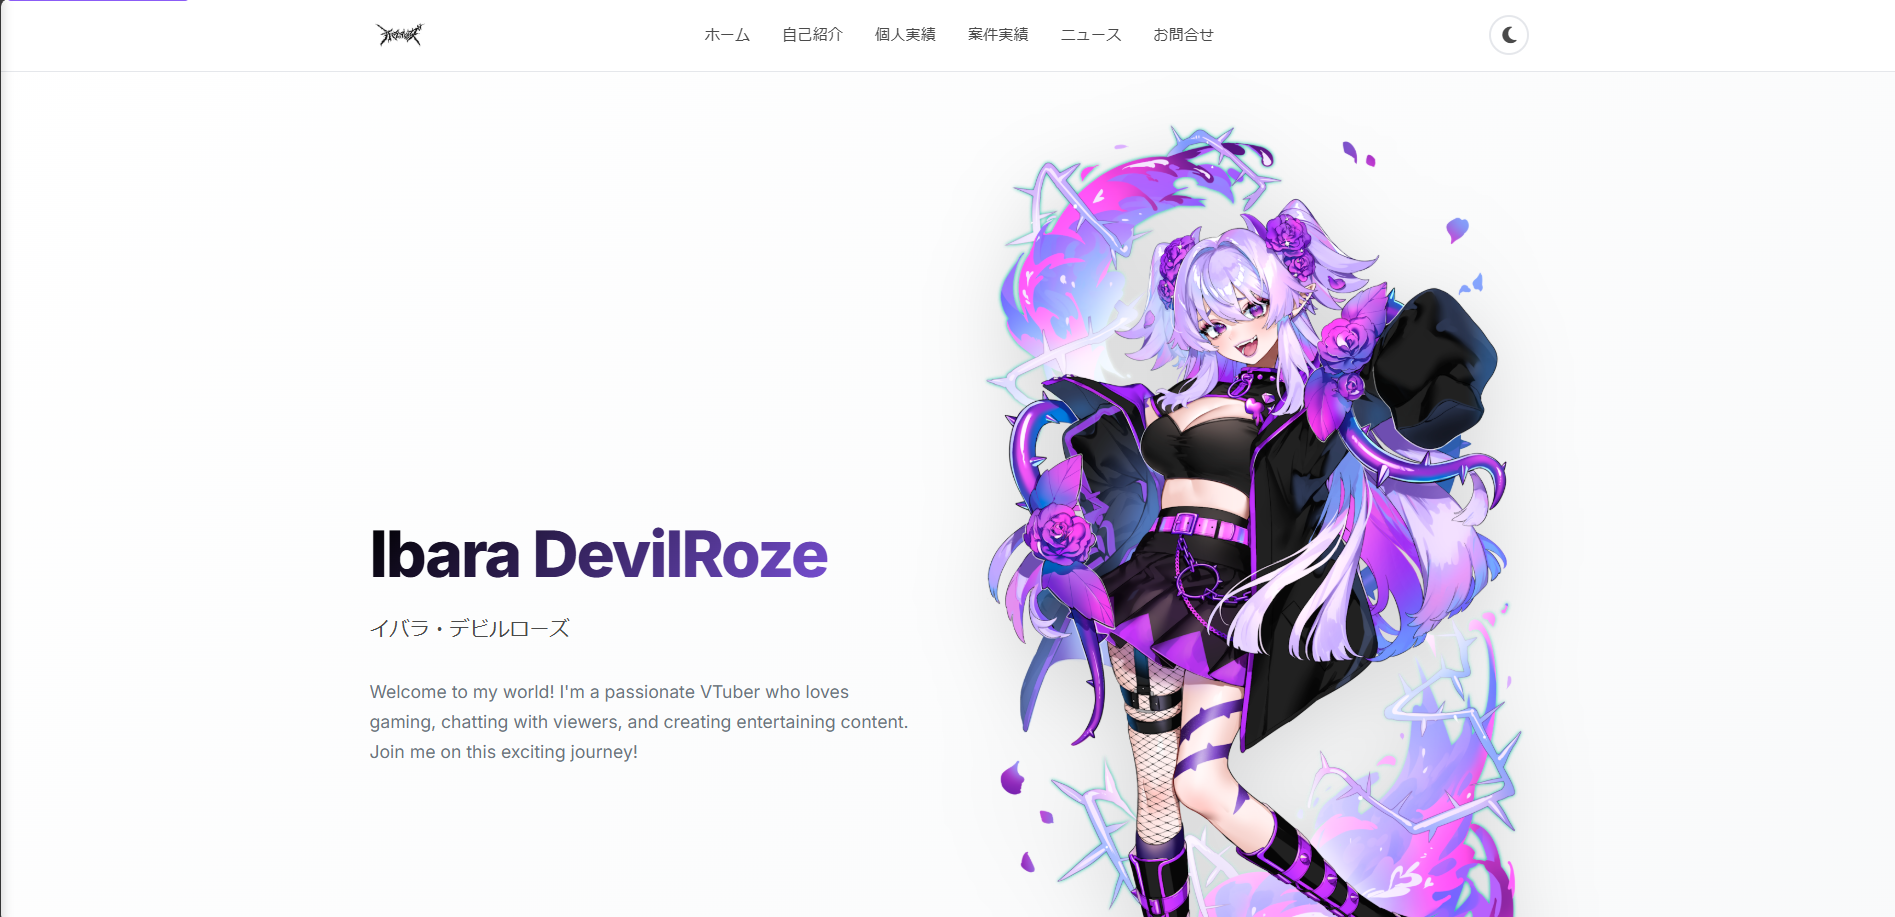 ホーム
自己紹介
個人実績
案件実績
ニュース
お問合せ
Ibara DevilRoze
イバラ・デビルローズ
Welcome to my world! I'm a passionate VTuber who loves
gaming, chatting with viewers, and creating entertaining content.
Join me on this exciting journey!